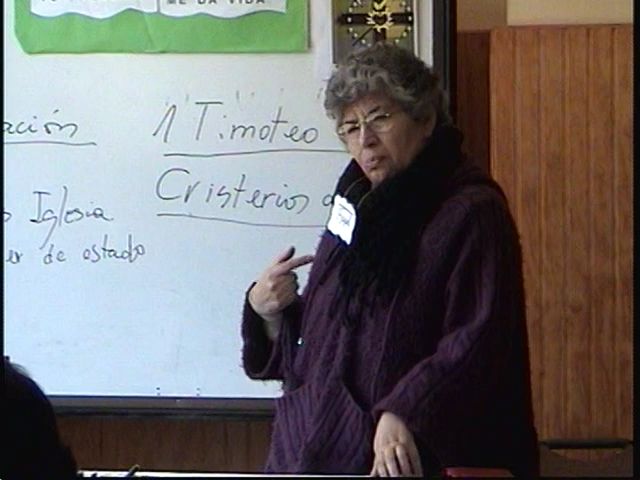 ME DA VIDA
ación
1 Timoteo
Cristerios
Iglesia
er de estado